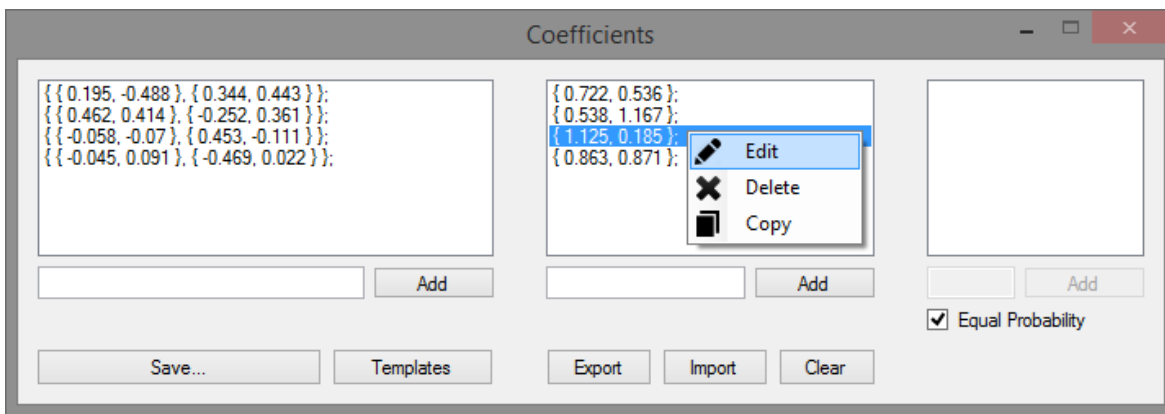 Coefficients
{ { 0.195, -0.488 }, { 0.344, 0.443 } };
{ { 0.462, 0.414 }, { -0.252, 0.361 } };
{ { -0.058, -0.07 }, { 0.453, -0.111 } };
{ { -0.045, 0.091 }, { -0.469, 0.022 } };
{ 0.722, 0.536 };
{ 0.538, 1.167 };
{ 1.125, 0.185 };
{ 0.863, 0.871 };
Edit
Delete
Copy
Add
Add
Add
Equal Probability
Save...
Templates
Export
Import
Clear